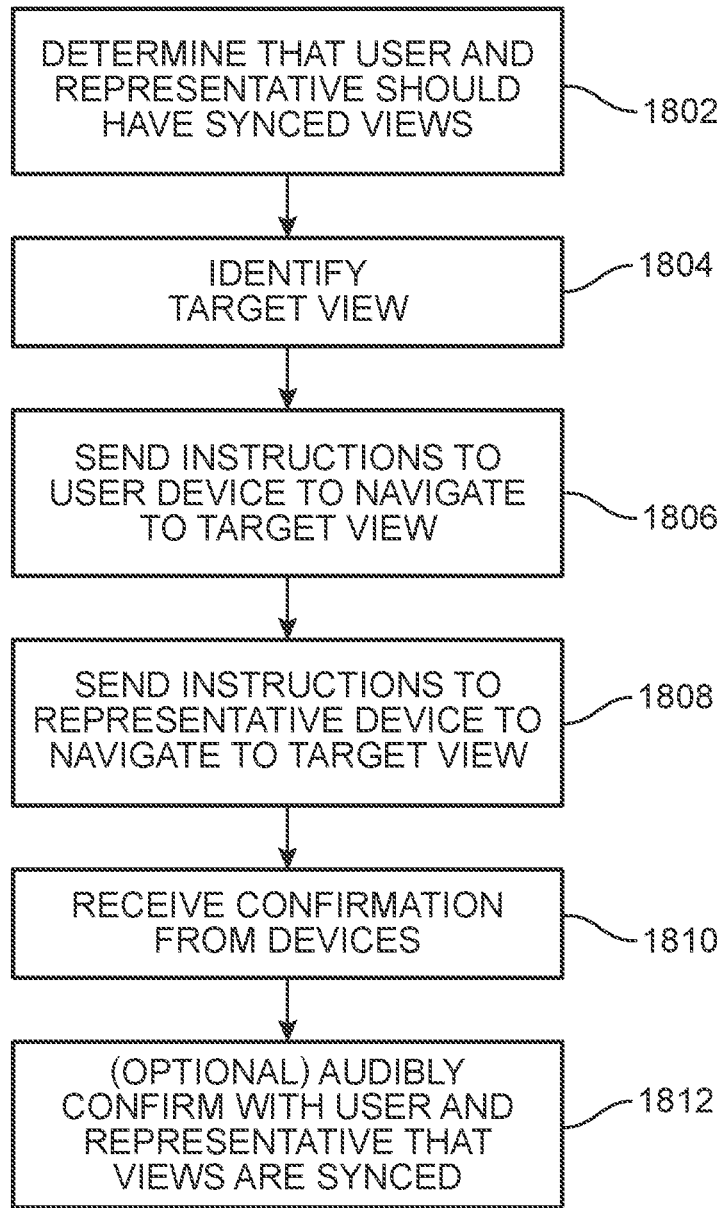 DETERMINE THAT USER AND
REPRESENTATIVE SHOULD
HAVE SYNCED VIEWS
1802
IDENTIFY
TARGET VIEW
1804
SEND INSTRUCTIONS TO
USER DEVICE TO NAVIGATE
TO TARGET VIEW
1806
SEND INSTRUCTIONS TO
REPRESENTATIVE DEVICE TO
NAVIGATE TO TARGET VIEW
1808
RECEIVE CONFIRMATION
FROM DEVICES
1810
(OPTIONAL) AUDIBLY
CONFIRM WITH USER AND
REPRESENTATIVE THAT
VIEWS ARE SYNCED
1812